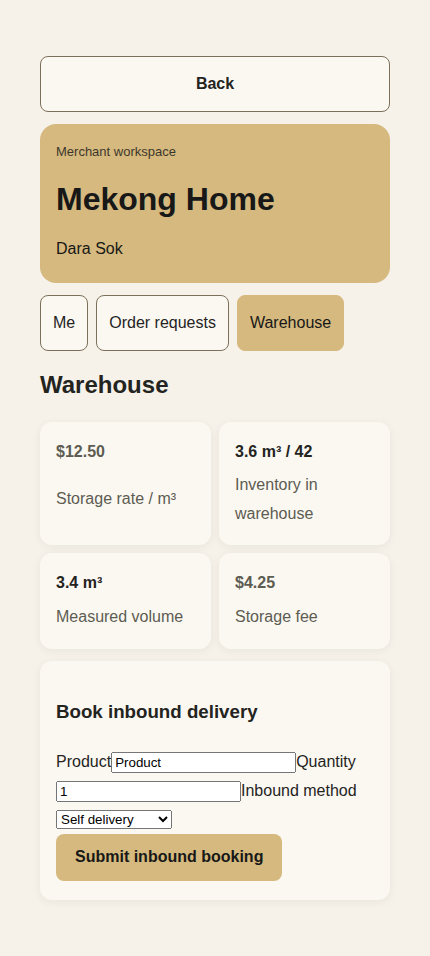 Back
Merchant workspace
Mekong Home
Dara Sok
Me
Order requests
Warehouse
Warehouse
$12.50
Storage rate / m³
3.6 m³ / 42
Inventory in
warehouse
3.4 m³
Measured volume
$4.25
Storage fee
Book inbound delivery
Product Product Quantity
1 Inbound method
Self delivery
Submit inbound booking